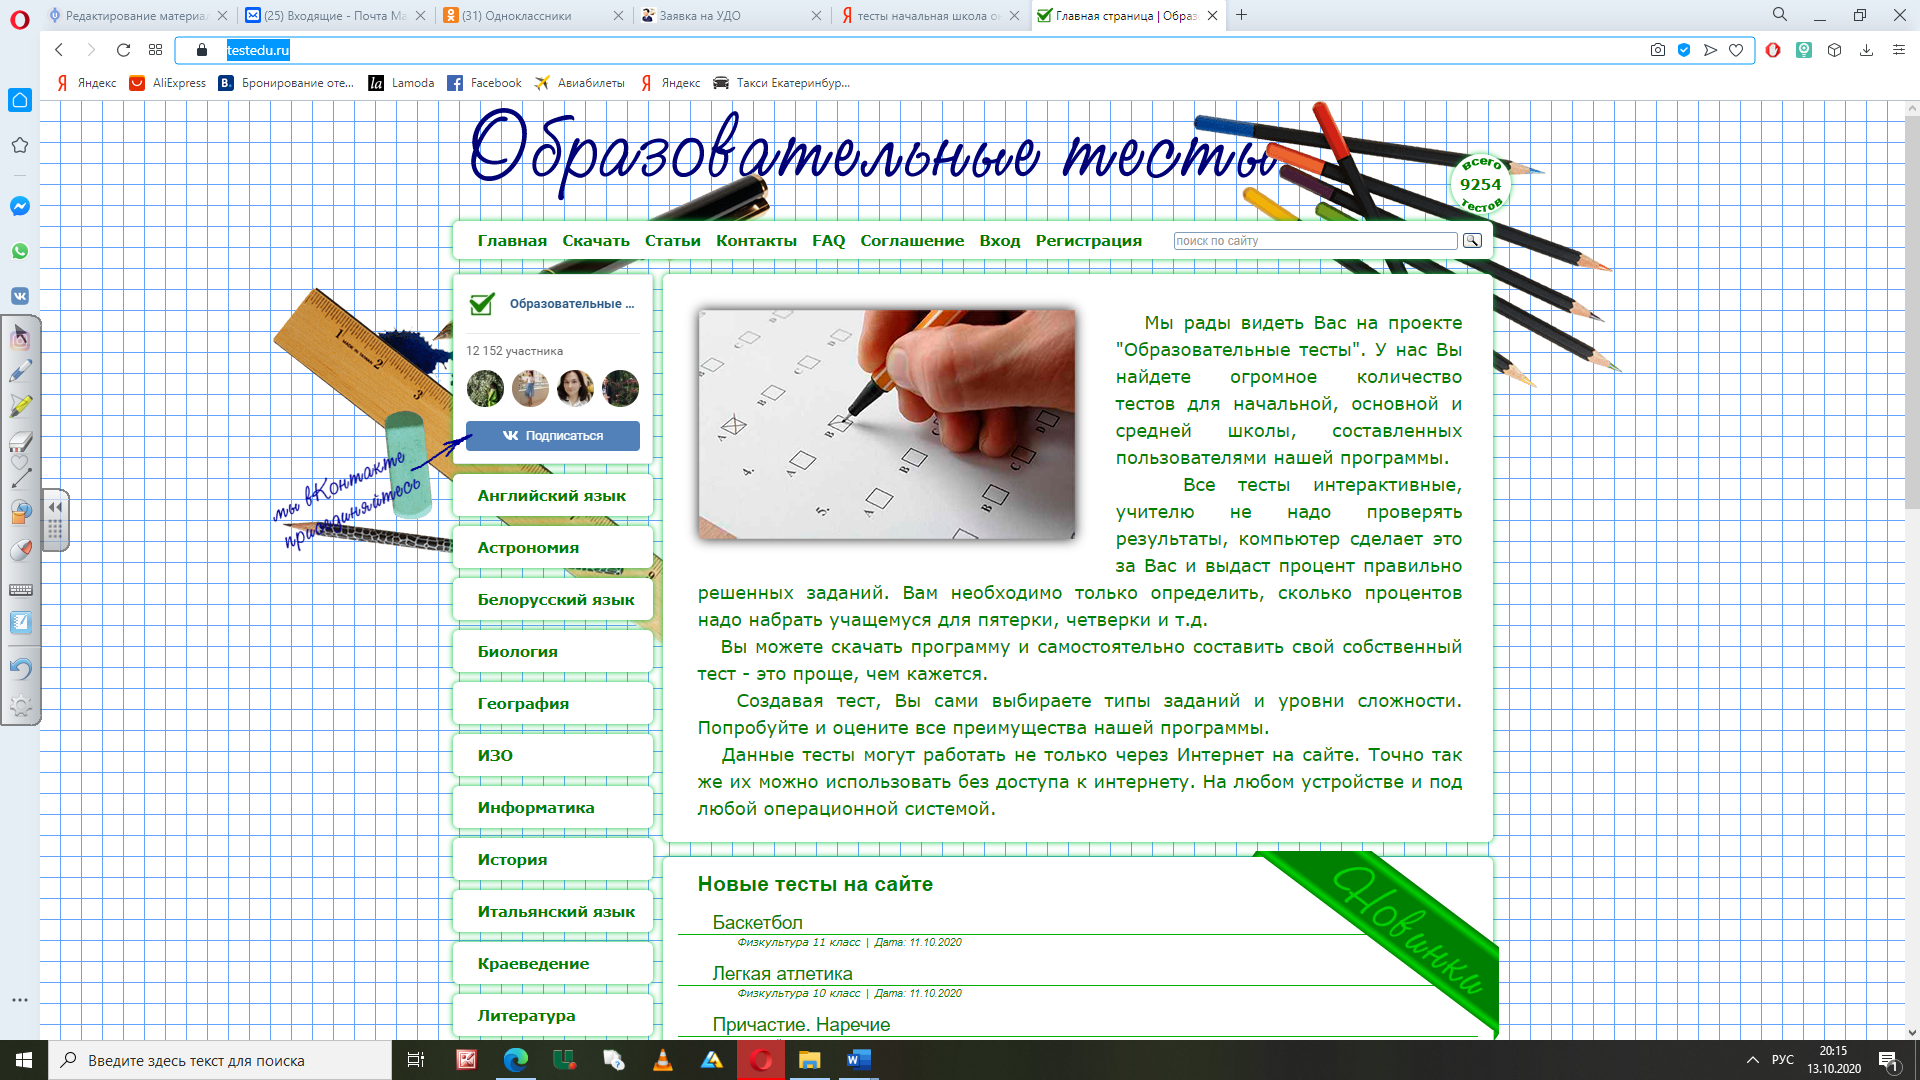 Редактирование материал
(25) Входящие - Почта Ма
(31) Одноклассники
Заявка на УДО
тесты начальная школа он
Главная страница | Образо
testedu.ru
Яндекс
AliExpress
Бронирование оте...
Lamoda
Facebook
Авиабилеты
Яндекс
Такси Екатеринбур...
Образовательные тесты
всего
9254
тестов
Главная Скачать Статьи Контакты FAQ Соглашение Вход Регистрация
поиск по сайту
Образовательные ...
12 152 участника
Подписаться
мы вКонтакте
присоединяйтесь
Английский язык
Астрономия
Белорусский язык
Биология
География
ИЗО
Информатика
История
Итальянский язык
Краеведение
Литература
Мы рады видеть Вас на проекте
"Образовательные тесты". У нас Вы
найдете огромное количество
тестов для начальной, основной и
средней школы, составленных
пользователями нашей программы.
Все тесты интерактивные,
учителю не надо проверять
результаты, компьютер сделает это
за Вас и выдаст процент правильно
решенных заданий. Вам необходимо только определить, сколько процентов
надо набрать учащемуся для пятерки, четверки и т.д.
Вы можете скачать программу и самостоятельно составить свой собственный
тест - это проще, чем кажется.
Создавая тест, Вы сами выбираете типы заданий и уровни сложности.
Попробуйте и оцените все преимущества нашей программы.
Данные тесты могут работать не только через Интернет на сайте. Точно так
же их можно использовать без доступа к интернету. На любом устройстве и под
любой операционной системой.
Новые тесты на сайте
Новинки
Баскетбол
Физкультура 11 класс | Дата: 11.10.2020
Легкая атлетика
Физкультура 10 класс | Дата: 11.10.2020
Причастие. Наречие
Введите здесь текст для поиска
РУС
20:15
13.10.2020